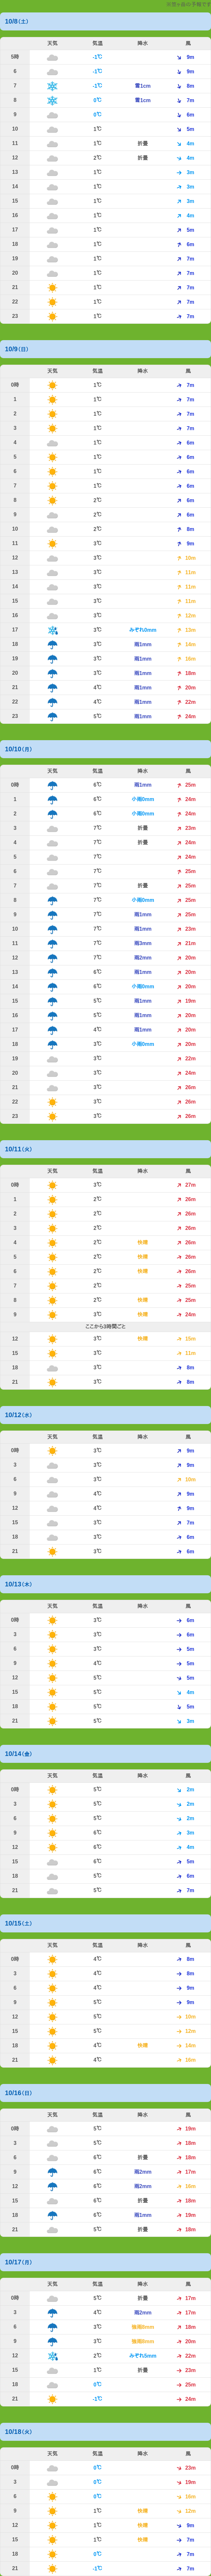 10/8(土)
天気 気温 降水 風
5時 -1℃ 9m
6 -1℃ 9m
7 -1℃ 雪1cm 8m
8 0℃ 雪1cm 7m
9 0℃ 6m
10 1℃ 5m
11 1℃ 折畳 4m
12 2℃ 折畳 4m
13 1℃ 3m
14 1℃ 3m
15 1℃ 3m
16 1℃ 4m
17 1℃ 5m
18 1℃ 6m
19 1℃ 7m
20 1℃ 7m
21 1℃ 7m
22 1℃ 7m
23 1℃ 7m
10/9(日)
天気 気温 降水 風
0時 1℃ 7m
1 1℃ 7m
2 1℃ 7m
3 1℃ 7m
4 1℃ 6m
5 1℃ 6m
6 1℃ 6m
7 1℃ 6m
8 2℃ 6m
9 2℃ 6m
10 2℃ 8m
11 3℃ 9m
12 3℃ 10m
13 3℃ 11m
14 3℃ 11m
15 3℃ 11m
16 3℃ 12m
17 3℃ みぞれ0mm 13m
18 3℃ 雨1mm 14m
19 3℃ 雨1mm 16m
20 3℃ 雨1mm 18m
21 4℃ 雨1mm 20m
22 4℃ 雨1mm 22m
23 5℃ 雨1mm 24m
10/10(月)
天気 気温 降水 風
0時 6℃ 雨1mm 25m
1 6℃ 小雨0mm 24m
2 6℃ 小雨0mm 24m
3 7℃ 折畳 23m
4 7℃ 折畳 24m
5 7℃ 24m
6 7℃ 25m
7 7℃ 折畳 25m
8 7℃ 小雨0mm 25m
9 7℃ 雨1mm 25m
10 7℃ 雨1mm 23m
11 7℃ 雨3mm 21m
12 7℃ 雨2mm 20m
13 6℃ 雨1mm 20m
14 6℃ 小雨0mm 20m
15 5℃ 雨1mm 19m
16 5℃ 雨1mm 20m
17 4℃ 雨1mm 20m
18 3℃ 小雨0mm 20m
19 3℃ 22m
20 3℃ 24m
21 3℃ 26m
22 3℃ 26m
23 3℃ 26m
10/11(火)
天気 気温 降水 風
0時 3℃ 27m
1 2℃ 26m
2 2℃ 26m
3 2℃ 26m
4 2℃ 快晴 26m
5 2℃ 快晴 26m
6 2℃ 快晴 26m
7 2℃ 25m
8 2℃ 快晴 25m
9 3℃ 快晴 24m
ここから3時間ごと
12 3℃ 快晴 15m
15 3℃ 11m
18 3℃ 8m
21 3℃ 8m
10/12(水)
天気 気温 降水 風
0時 3℃ 9m
3 3℃ 9m
6 3℃ 10m
9 4℃ 9m
12 4℃ 9m
15 3℃ 7m
18 3℃ 6m
21 3℃ 6m
10/13(木)
天気 気温 降水 風
0時 3℃ 6m
3 3℃ 6m
6 3℃ 5m
9 4℃ 5m
12 5℃ 5m
15 5℃ 4m
18 5℃ 5m
21 5℃ 3m
10/14(金)
天気 気温 降水 風
0時 5℃ 2m
3 5℃ 2m
6 5℃ 2m
9 6℃ 3m
12 6℃ 4m
15 6℃ 5m
18 5℃ 6m
21 5℃ 7m
10/15(土)
天気 気温 降水 風
0時 4℃ 8m
3 4℃ 8m
6 4℃ 9m
9 5℃ 9m
12 5℃ 10m
15 5℃ 12m
18 4℃ 快晴 14m
21 4℃ 16m
10/16(日)
天気 気温 降水 風
0時 5℃ 19m
3 5℃ 18m
6 6℃ 折畳 18m
9 6℃ 雨2mm 17m
12 6℃ 雨2mm 16m
15 6℃ 折畳 18m
18 6℃ 雨1mm 19m
21 5℃ 折畳 18m
10/17(月)
天気 気温 降水 風
0時 5℃ 折畳 17m
3 4℃ 雨2mm 17m
6 3℃ 18m
9 3℃ 20m
12 2℃ みぞれ5mm 22m
15 1℃ 折畳 23m
18 0℃ 25m
21 -1℃ 24m
10/18(火)
天気 気温 降水 風
0時 0℃ 23m
3 0℃ 19m
6 0℃ 16m
9 1℃ 快晴 12m
12 1℃ 快晴 9m
15 1℃ 快晴 7m
18 0℃ 7m
21 -1℃ 7m